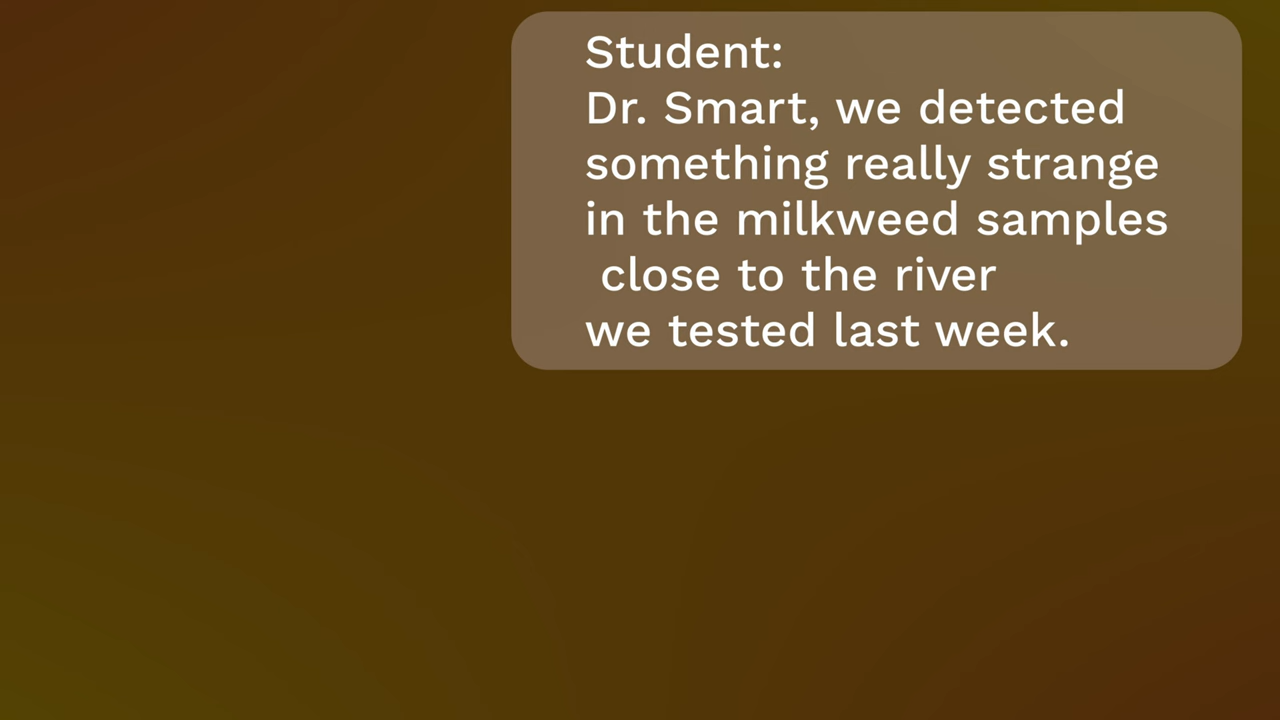 Student:
Dr. Smart, we detected
something really strange
in the milkweed samples
close to the river
we tested last week.